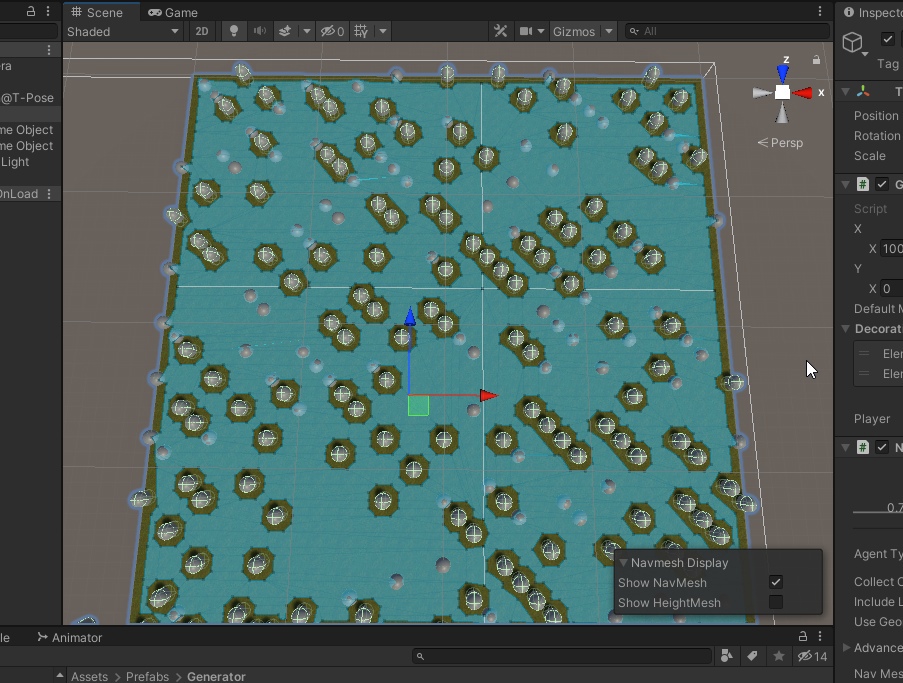 Scene
Game
Inspecto
Shaded
2D
0
Gizmos
All
Tag
z
x
Persp
era
@T-Pose
me Object
me Object
Light
OnLoad
T
Position
Rotation
Scale
G
Script
X
X 100
Y
X 0
Default M
Decorat
Eler
Eler
Player
N
0.7
Agent Ty
Collect O
Include L
Use Geo
Advance
Nav Mes
Navmesh Display
Show NavMesh
Show HeightMesh
le
Animator
14
Assets > Prefabs > Generator